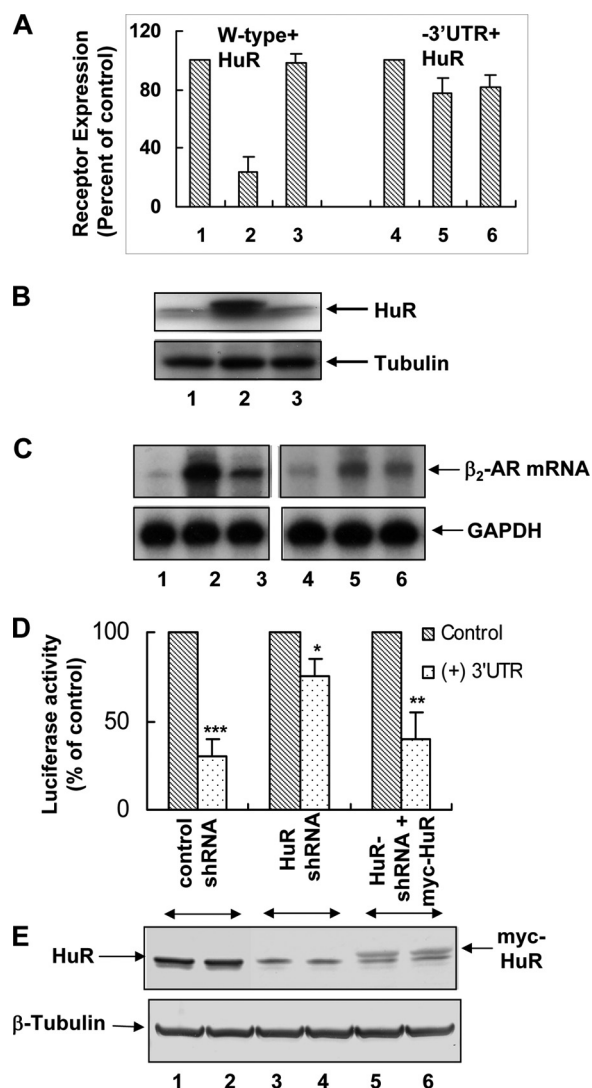 A
Receptor Expression
(Percent of control)
120
80
40
0
W-type+
HuR
-3’UTR+
HuR
1 2 3 4 5 6
B
HuR
Tubulin
1 2 3
C
β2-AR mRNA
GAPDH
1 2 3 4 5 6
D
Luciferase activity
(% of control)
100
50
0
Control
(+) 3'UTR
***
*
**
control
shRNA
HuR
shRNA
HuR-
shRNA +
myc-HuR
E
HuR
myc-
HuR
β-Tubulin
1 2 3 4 5 6